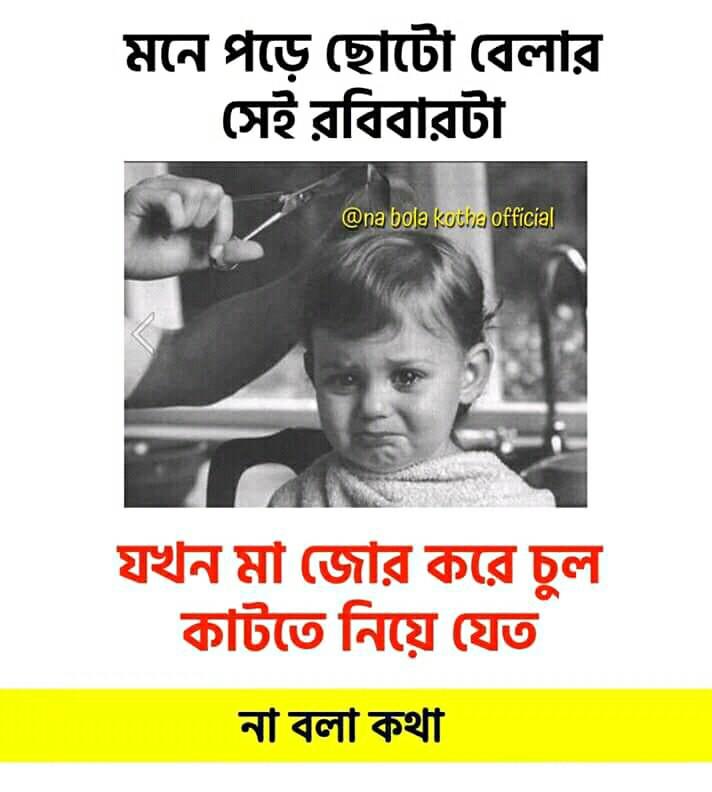 মনে পড়ে ছোটো বেলার
সেই রবিবারটা
@na bola kotha official
যখন মা জোর করে চুল
কাটতে নিয়ে যেত
না বলা কথা